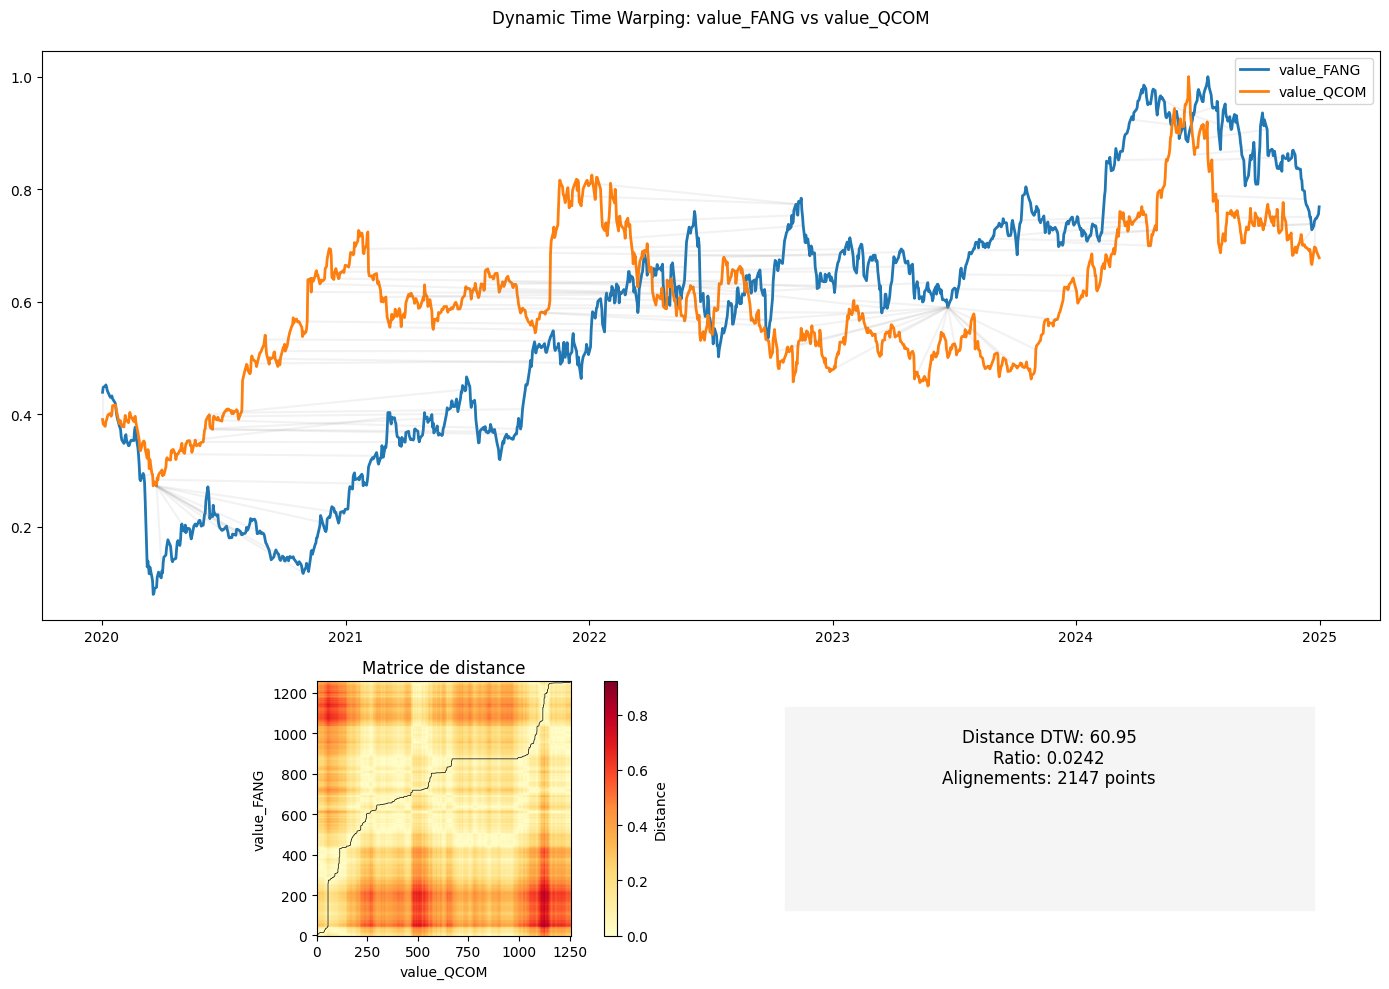 Dynamic Time Warping: value_FANG vs value_QCOM
value_FANG
value_QCOM
1.0
0.8
0.6
0.4
0.2
2020 2021 2022 2023 2024 2025
Matrice de distance
1200
1000
800
600
400
200
0
value_FANG
0 250 500 750 1000 1250
value_QCOM
0.8
0.6
0.4
0.2
0.0
Distance
Distance DTW: 60.95
Ratio: 0.0242
Alignements: 2147 points